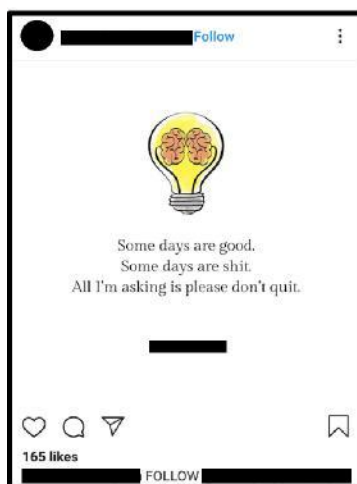 Follow
Some days are good.
Some days are shit.
All I'm asking is please don't quit.
165 likes
FOLLOW